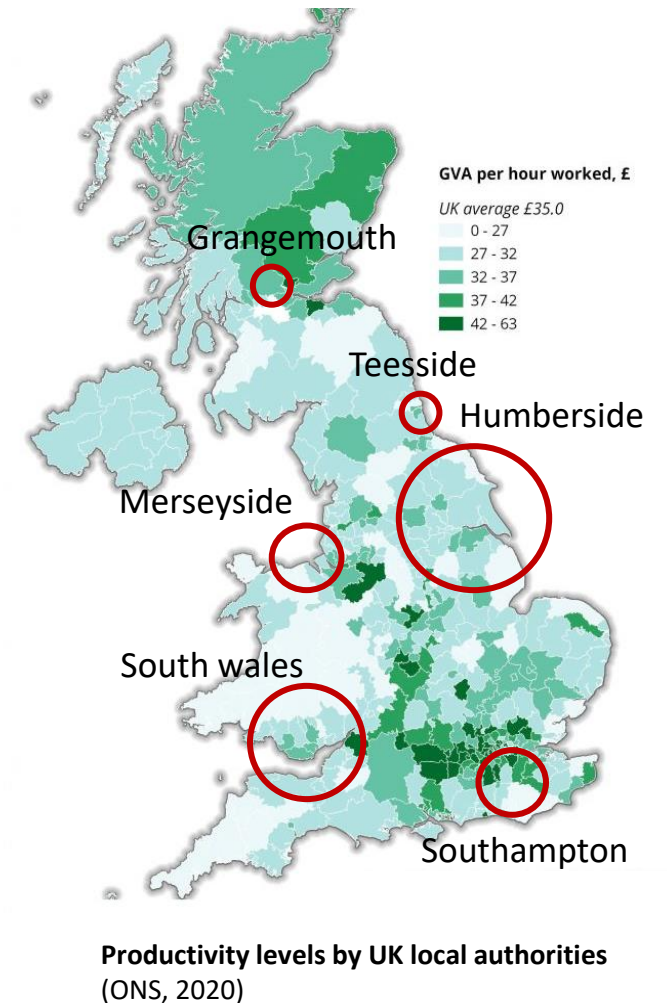 GVA per hour worked, £
UK average £35.0
0 - 27
27 - 32
32 - 37
37 - 42
42 - 63
Grangemouth
Teesside
Humberside
Merseyside
South wales
Southampton
Productivity levels by UK local authorities
(ONS, 2020)